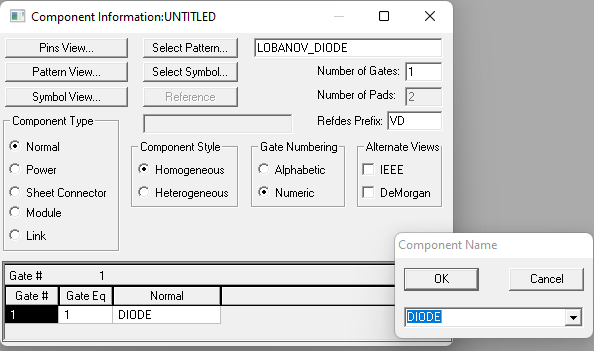 Component Information:UNTITLED
Pins View...
Select Pattern...
LOBANOV_DIODE
Pattern View...
Select Symbol...
Number of Gates: 1
Symbol View...
Reference
Number of Pads: 2
Refdes Prefix: VD
Component Type
Normal
Power
Sheet Connector
Module
Link
Component Style
Homogeneous
Heterogeneous
Gate Numbering
Alphabetic
Numeric
Alternate Views
IEEE
DeMorgan
Gate # 1
Gate # Gate Eq Normal
1 1 DIODE
Component Name
OK Cancel
DIODE